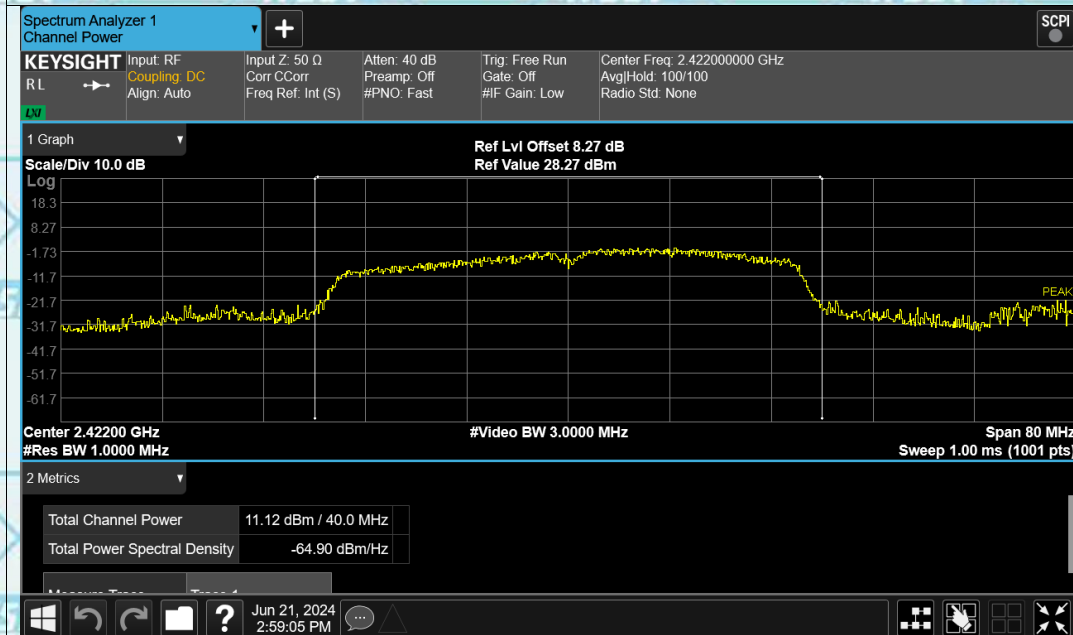 Spectrum Analyzer 1
Channel Power
+
SCPI
KEYSIGHT
R L
LXI
Input: RF
Coupling: DC
Align: Auto
Input Z: 50 Ω
Corr CCorr
Freq Ref: Int (S)
Atten: 40 dB
Preamp: Off
#PNO: Fast
Trig: Free Run
Gate: Off
#IF Gain: Low
Center Freq: 2.422000000 GHz
Avg|Hold: 100/100
Radio Std: None
1 Graph
Scale/Div 10.0 dB
Ref Lvl Offset 8.27 dB
Ref Value 28.27 dBm
Log
18.3
8.27
-1.73
-11.7
-21.7
-31.7
-41.7
-51.7
-61.7
PEAK
Center 2.42200 GHz
#Video BW 3.0000 MHz
Span 80 MHz
#Res BW 1.0000 MHz
Sweep 1.00 ms (1001 pts)
2 Metrics
Total Channel Power 11.12 dBm / 40.0 MHz
Total Power Spectral Density -64.90 dBm/Hz
Measure Trace Trace 1
?
Jun 21, 2024
2:59:05 PM